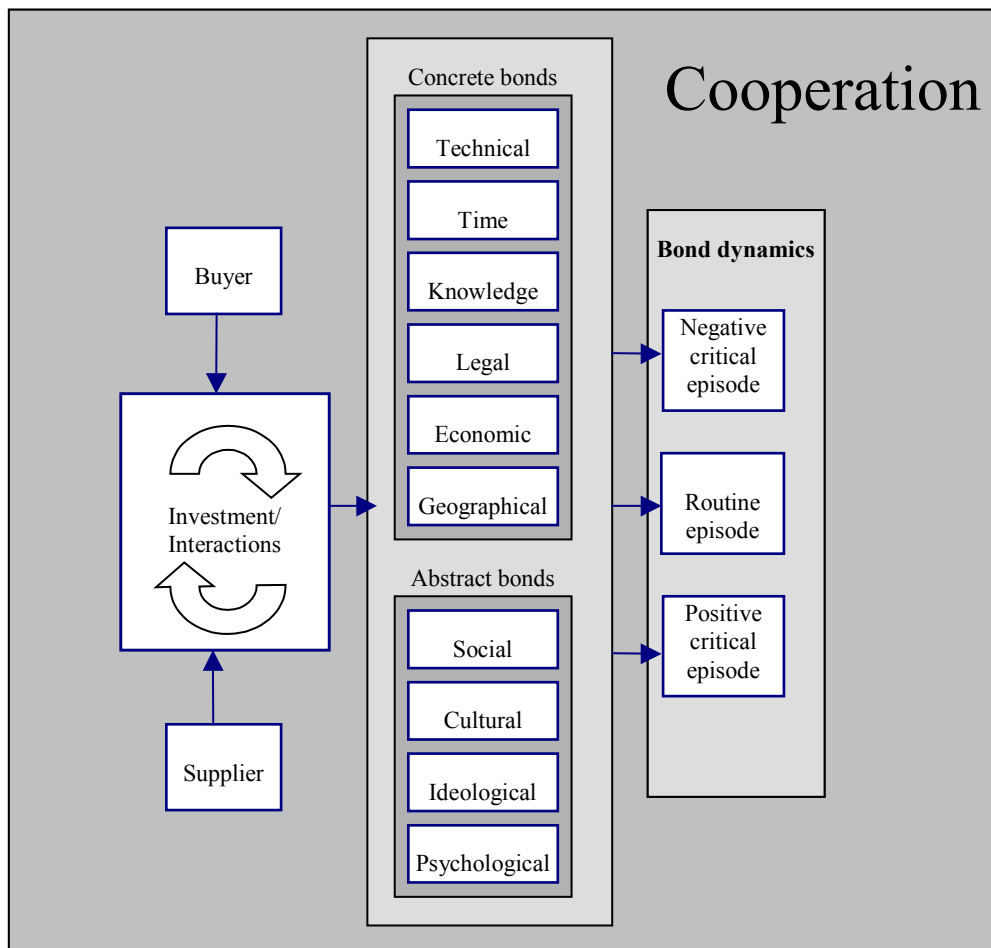 Cooperation
Buyer
Investment/
Interactions
Supplier
Concrete bonds
Technical
Time
Knowledge
Legal
Economic
Geographical
Abstract bonds
Social
Cultural
Ideological
Psychological
Bond dynamics
Negative
critical
episode
Routine
episode
Positive
critical
episode